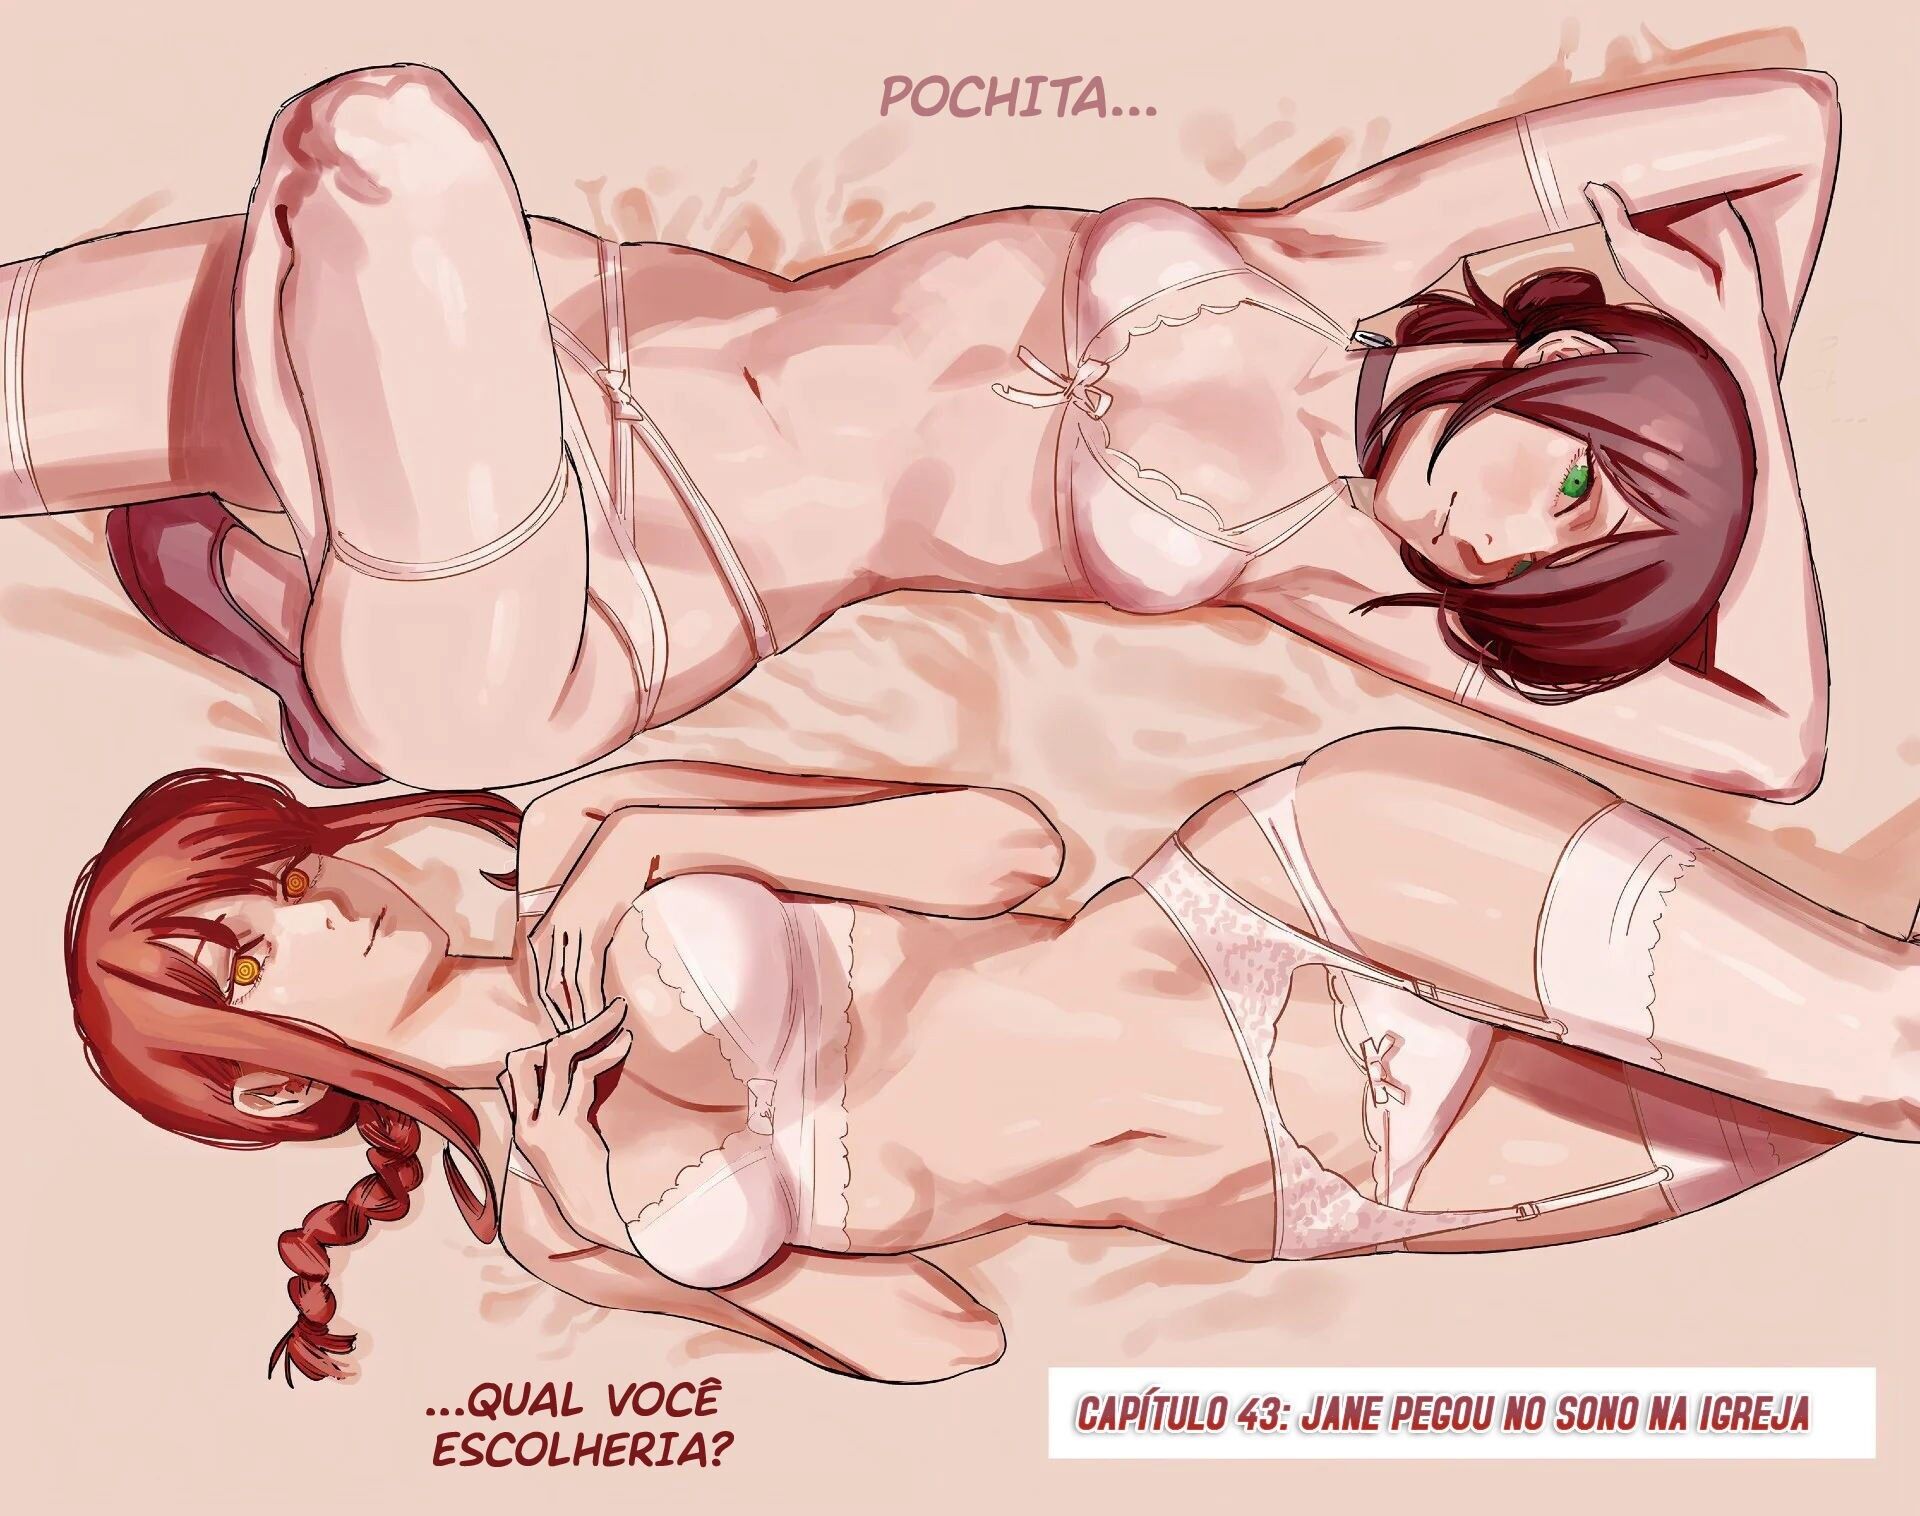 POCHITA...
...QUAL VOCÊ
ESCOLHERIA?
CAPÍTULO 43: JANE PEGOU NO SONO NA IGREJA